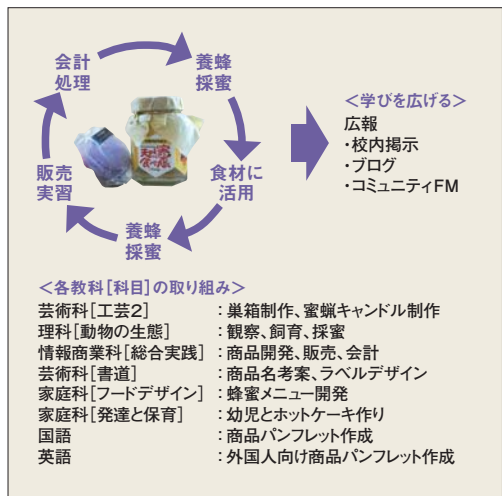 会計
処理
養蜂
採蜜
食材に
活用
養蜂
採蜜
販売
実習
＜学びを広げる＞
広報
・校内掲示
・ブログ
・コミュニティFM
＜各教科［科目］の取り組み＞
芸術科［工芸2］：巣箱制作、蜜蝋キャンドル制作
理科［動物の生態］：観察、飼育、採蜜
情報商業科［総合実践］：商品開発、販売、会計
芸術科［書道］：商品名考案、ラベルデザイン
家庭科［フードデザイン］：蜂蜜メニュー開発
家庭科［発達と保育］：幼児とホットケーキ作り
国語：商品パンフレット作成
英語：外国人向け商品パンフレット作成